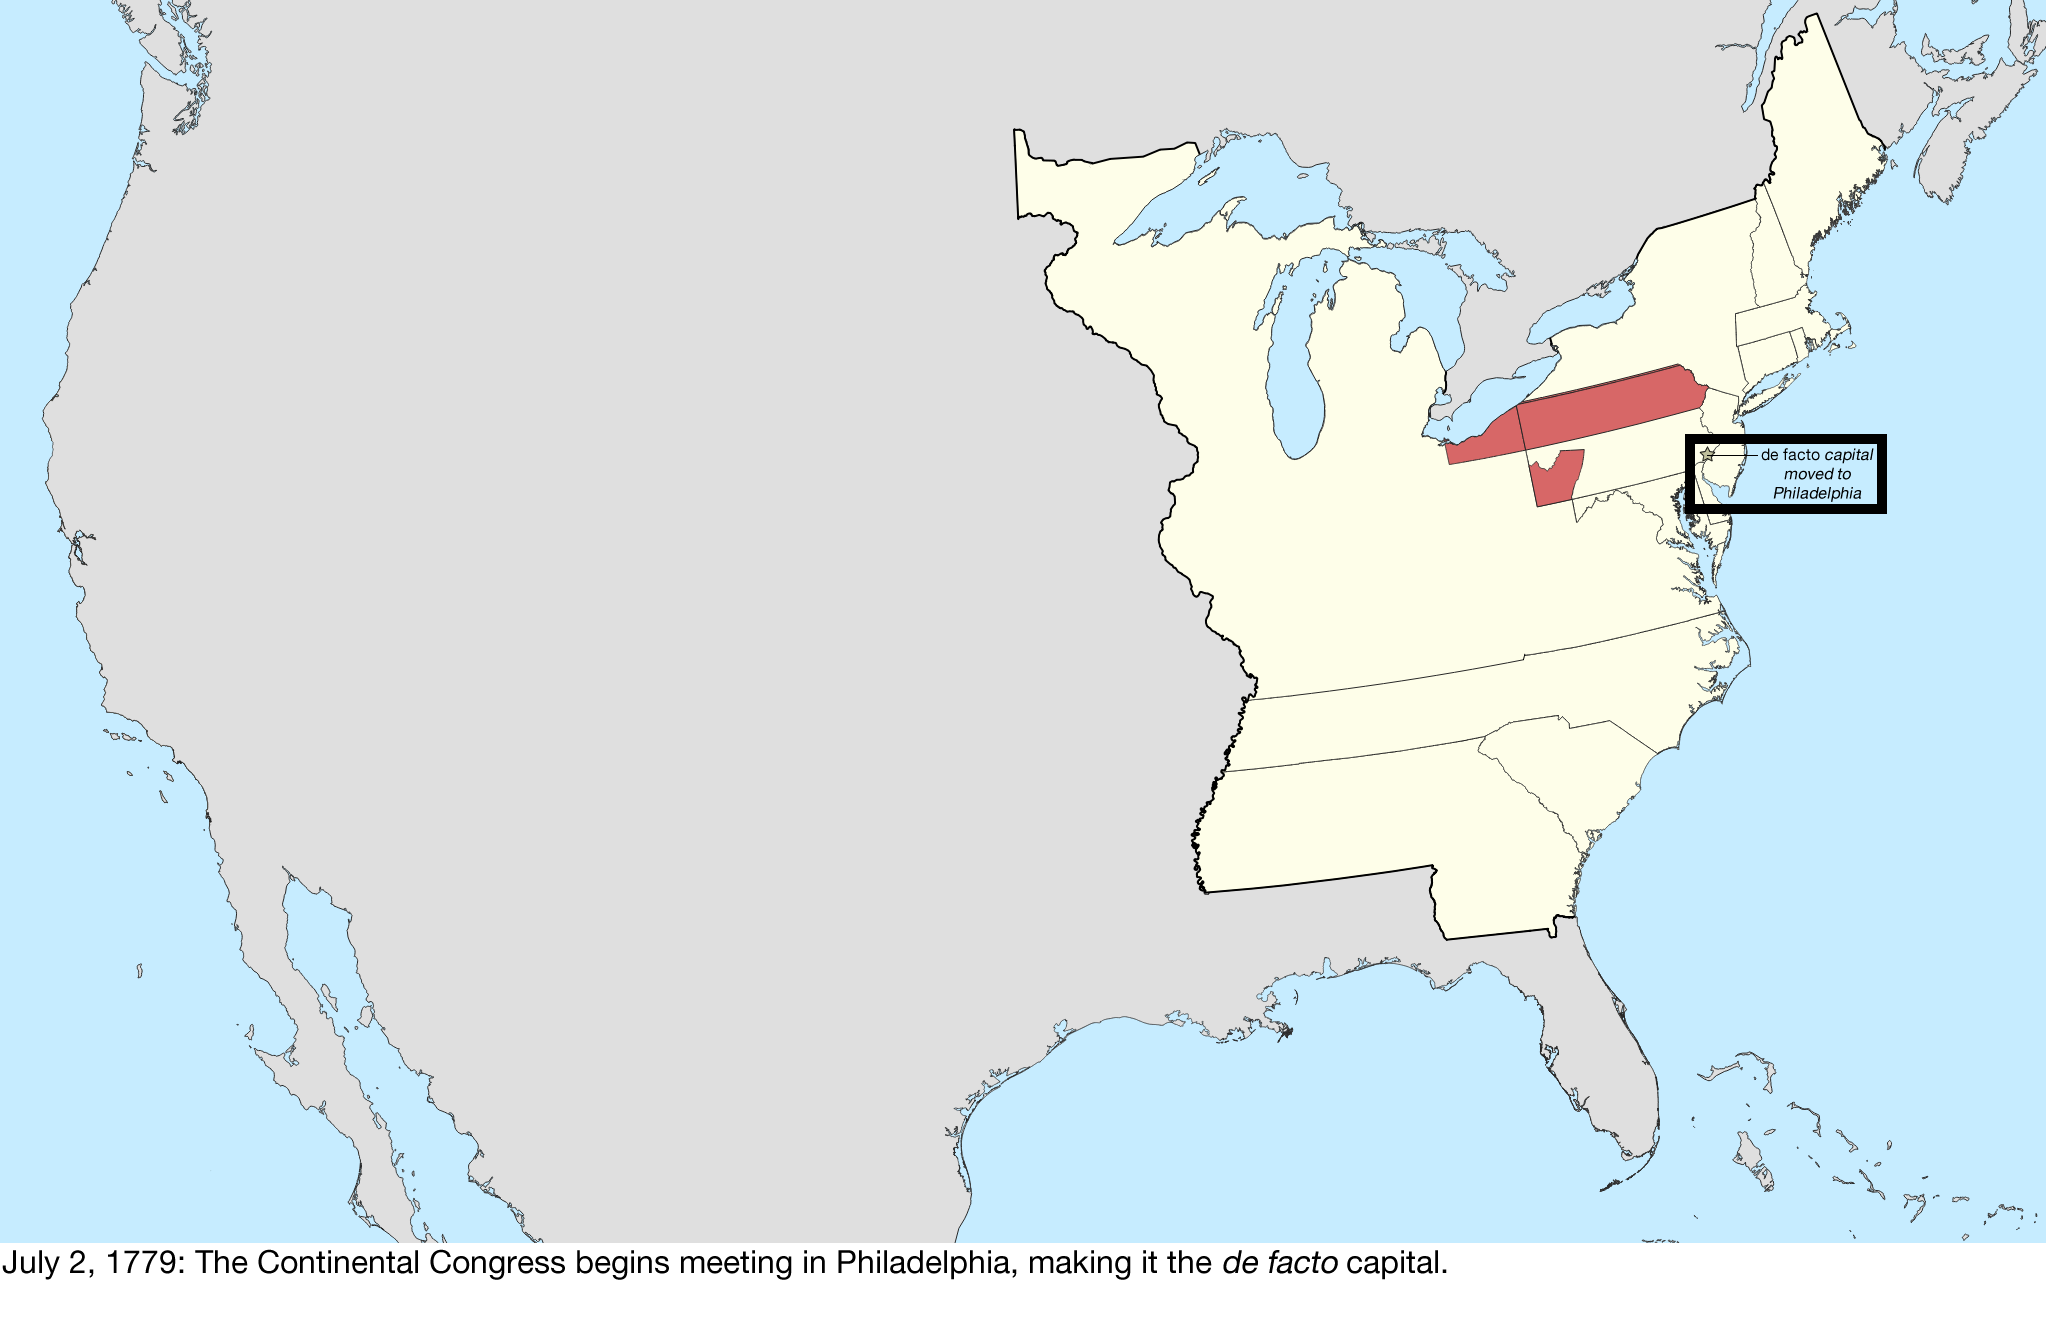 de facto capital
moved to
Philadelphia
July 2, 1779: The Continental Congress begins meeting in Philadelphia, making it the de facto capital.